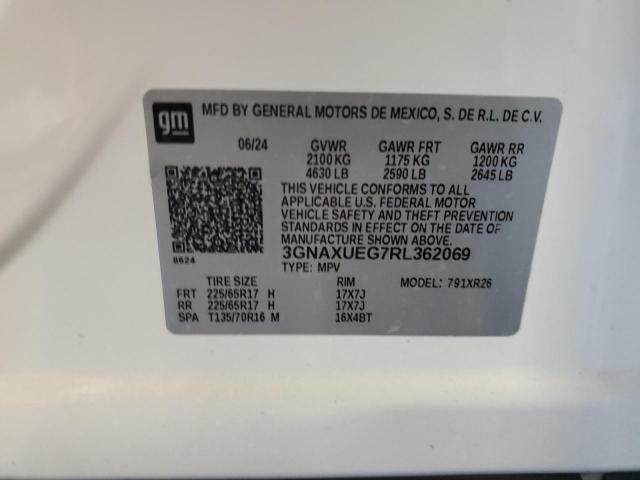 gm MFD BY GENERAL MOTORS DE MEXICO, S. DE R.L. DE C.V.
06/24 GVWR GAWR FRT GAWR RR
2100 KG 1175 KG 1200 KG
4630 LB 2590 LB 2645 LB
THIS VEHICLE CONFORMS TO ALL
APPLICABLE U.S. FEDERAL MOTOR
VEHICLE SAFETY AND THEFT PREVENTION
STANDARDS IN EFFECT ON THE DATE OF
MANUFACTURE SHOWN ABOVE.
8624 3GNAXUEG7RL362069
TYPE: MPV
TIRE SIZE RIM MODEL: 791XR26
FRT 225/65R17 H 17X7J
RR 225/65R17 H 17X7J
SPA T135/70R16 M 16X4BT